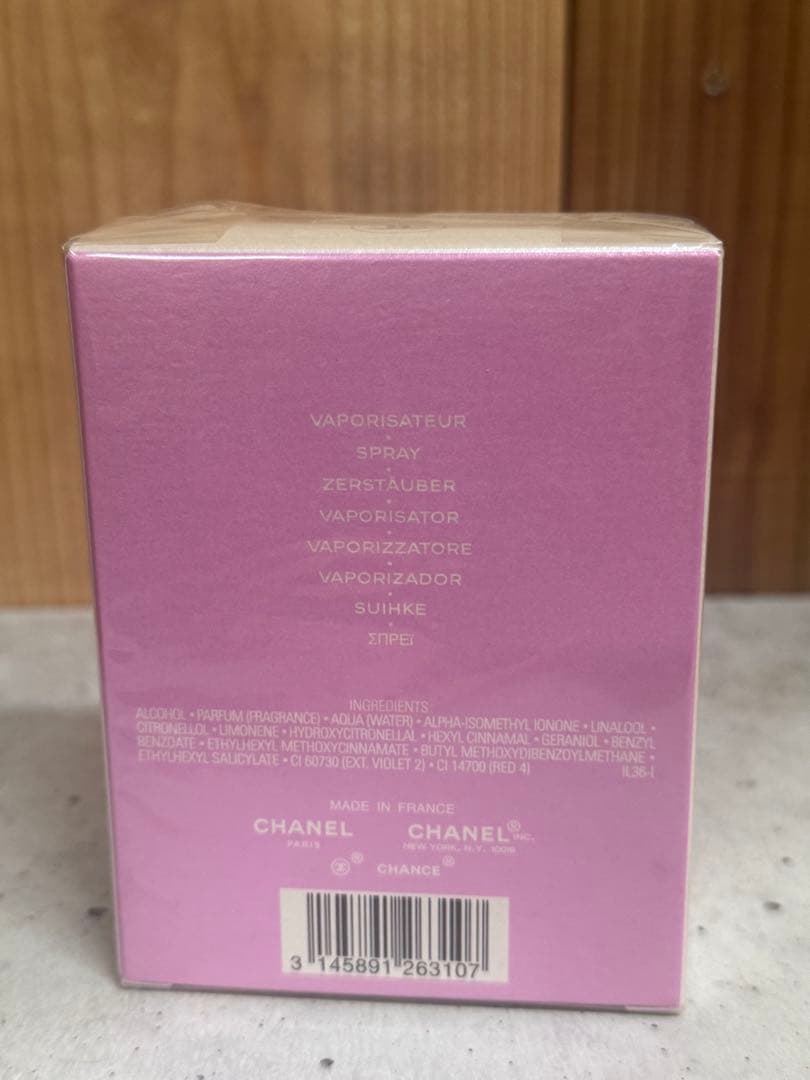 VAPORISATEUR
SPRAY
ZERSTÄUBER
VAPORISATOR
VAPORIZZATORE
VAPORIZADOR
SUIHKE
ΣΠΡΕΪ
INGREDIENTS:
ALCOHOL • PARFUM (FRAGRANCE) • AQUA (WATER) • ALPHA-ISOMETHYL IONONE • LINALOOL •
CITRONELLOL • LIMONENE • HYDROXYCITRONELLAL • HEXYL CINNAMAL • GERANIOL • BENZYL
BENZOATE • ETHYLHEXYL METHOXYCINNAMATE • BUTYL METHOXYDIBENZOYLMETHANE •
ETHYLHEXYL SALICYLATE • CI 60730 (EXT. VIOLET 2) • CI 14700 (RED 4) IL36-I
MADE IN FRANCE
CHANEL CHANEL® INC.
PARIS NEW YORK, N.Y. 10019
® CHANCE®
3 145891 263107